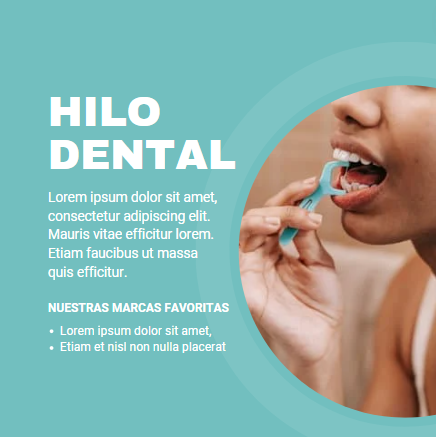 HILO
DENTAL
Lorem ipsum dolor sit amet,
consectetur adipiscing elit.
Mauris vitae efficitur lorem.
Etiam faucibus ut massa
quis efficitur.
NUESTRAS MARCAS FAVORITAS
• Lorem ipsum dolor sit amet,
• Etiam et nisl non nulla placerat